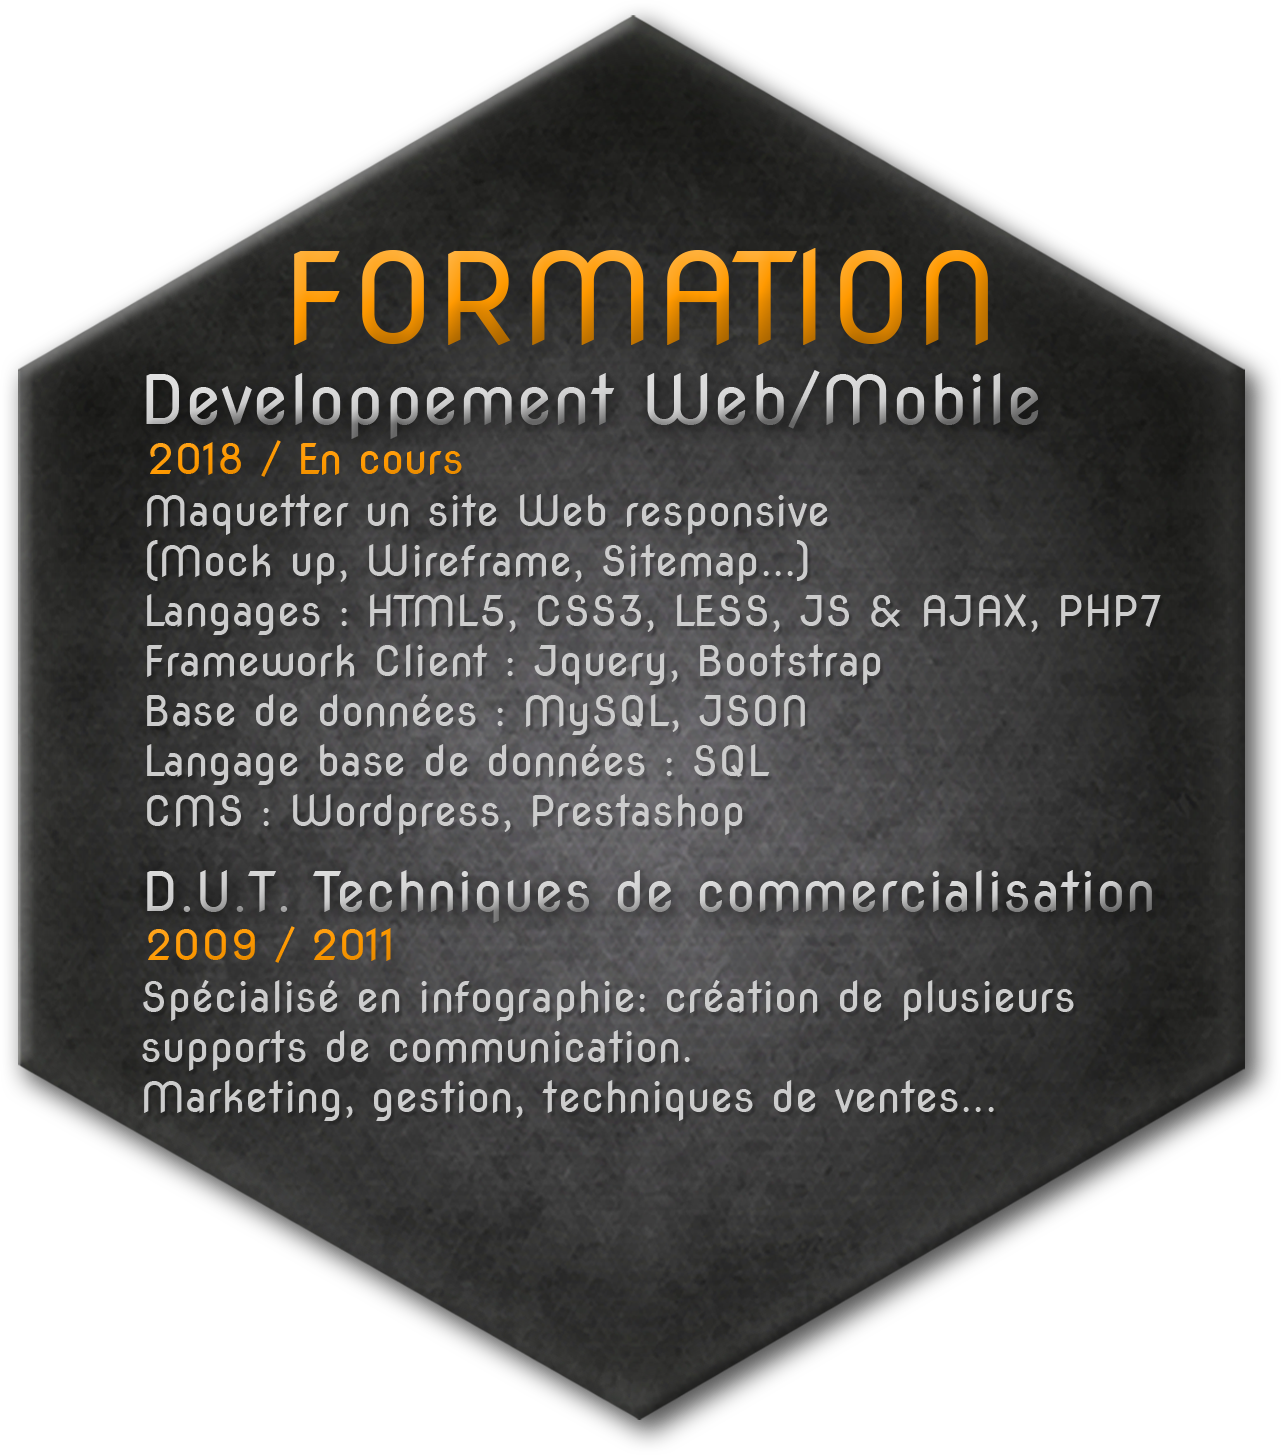 FORMATION
Developpement Web/Mobile
2018 / En cours
Maquetter un site Web responsive
(Mock up, Wireframe, Sitemap...)
Langages : HTML5, CSS3, LESS, JS & AJAX, PHP7
Framework Client : Jquery, Bootstrap
Base de données : MySQL, JSON
Langage base de données : SQL
CMS : Wordpress, Prestashop
D.U.T. Techniques de commercialisation
2009 / 2011
Spécialisé en infographie: création de plusieurs
supports de communication.
Marketing, gestion, techniques de ventes...